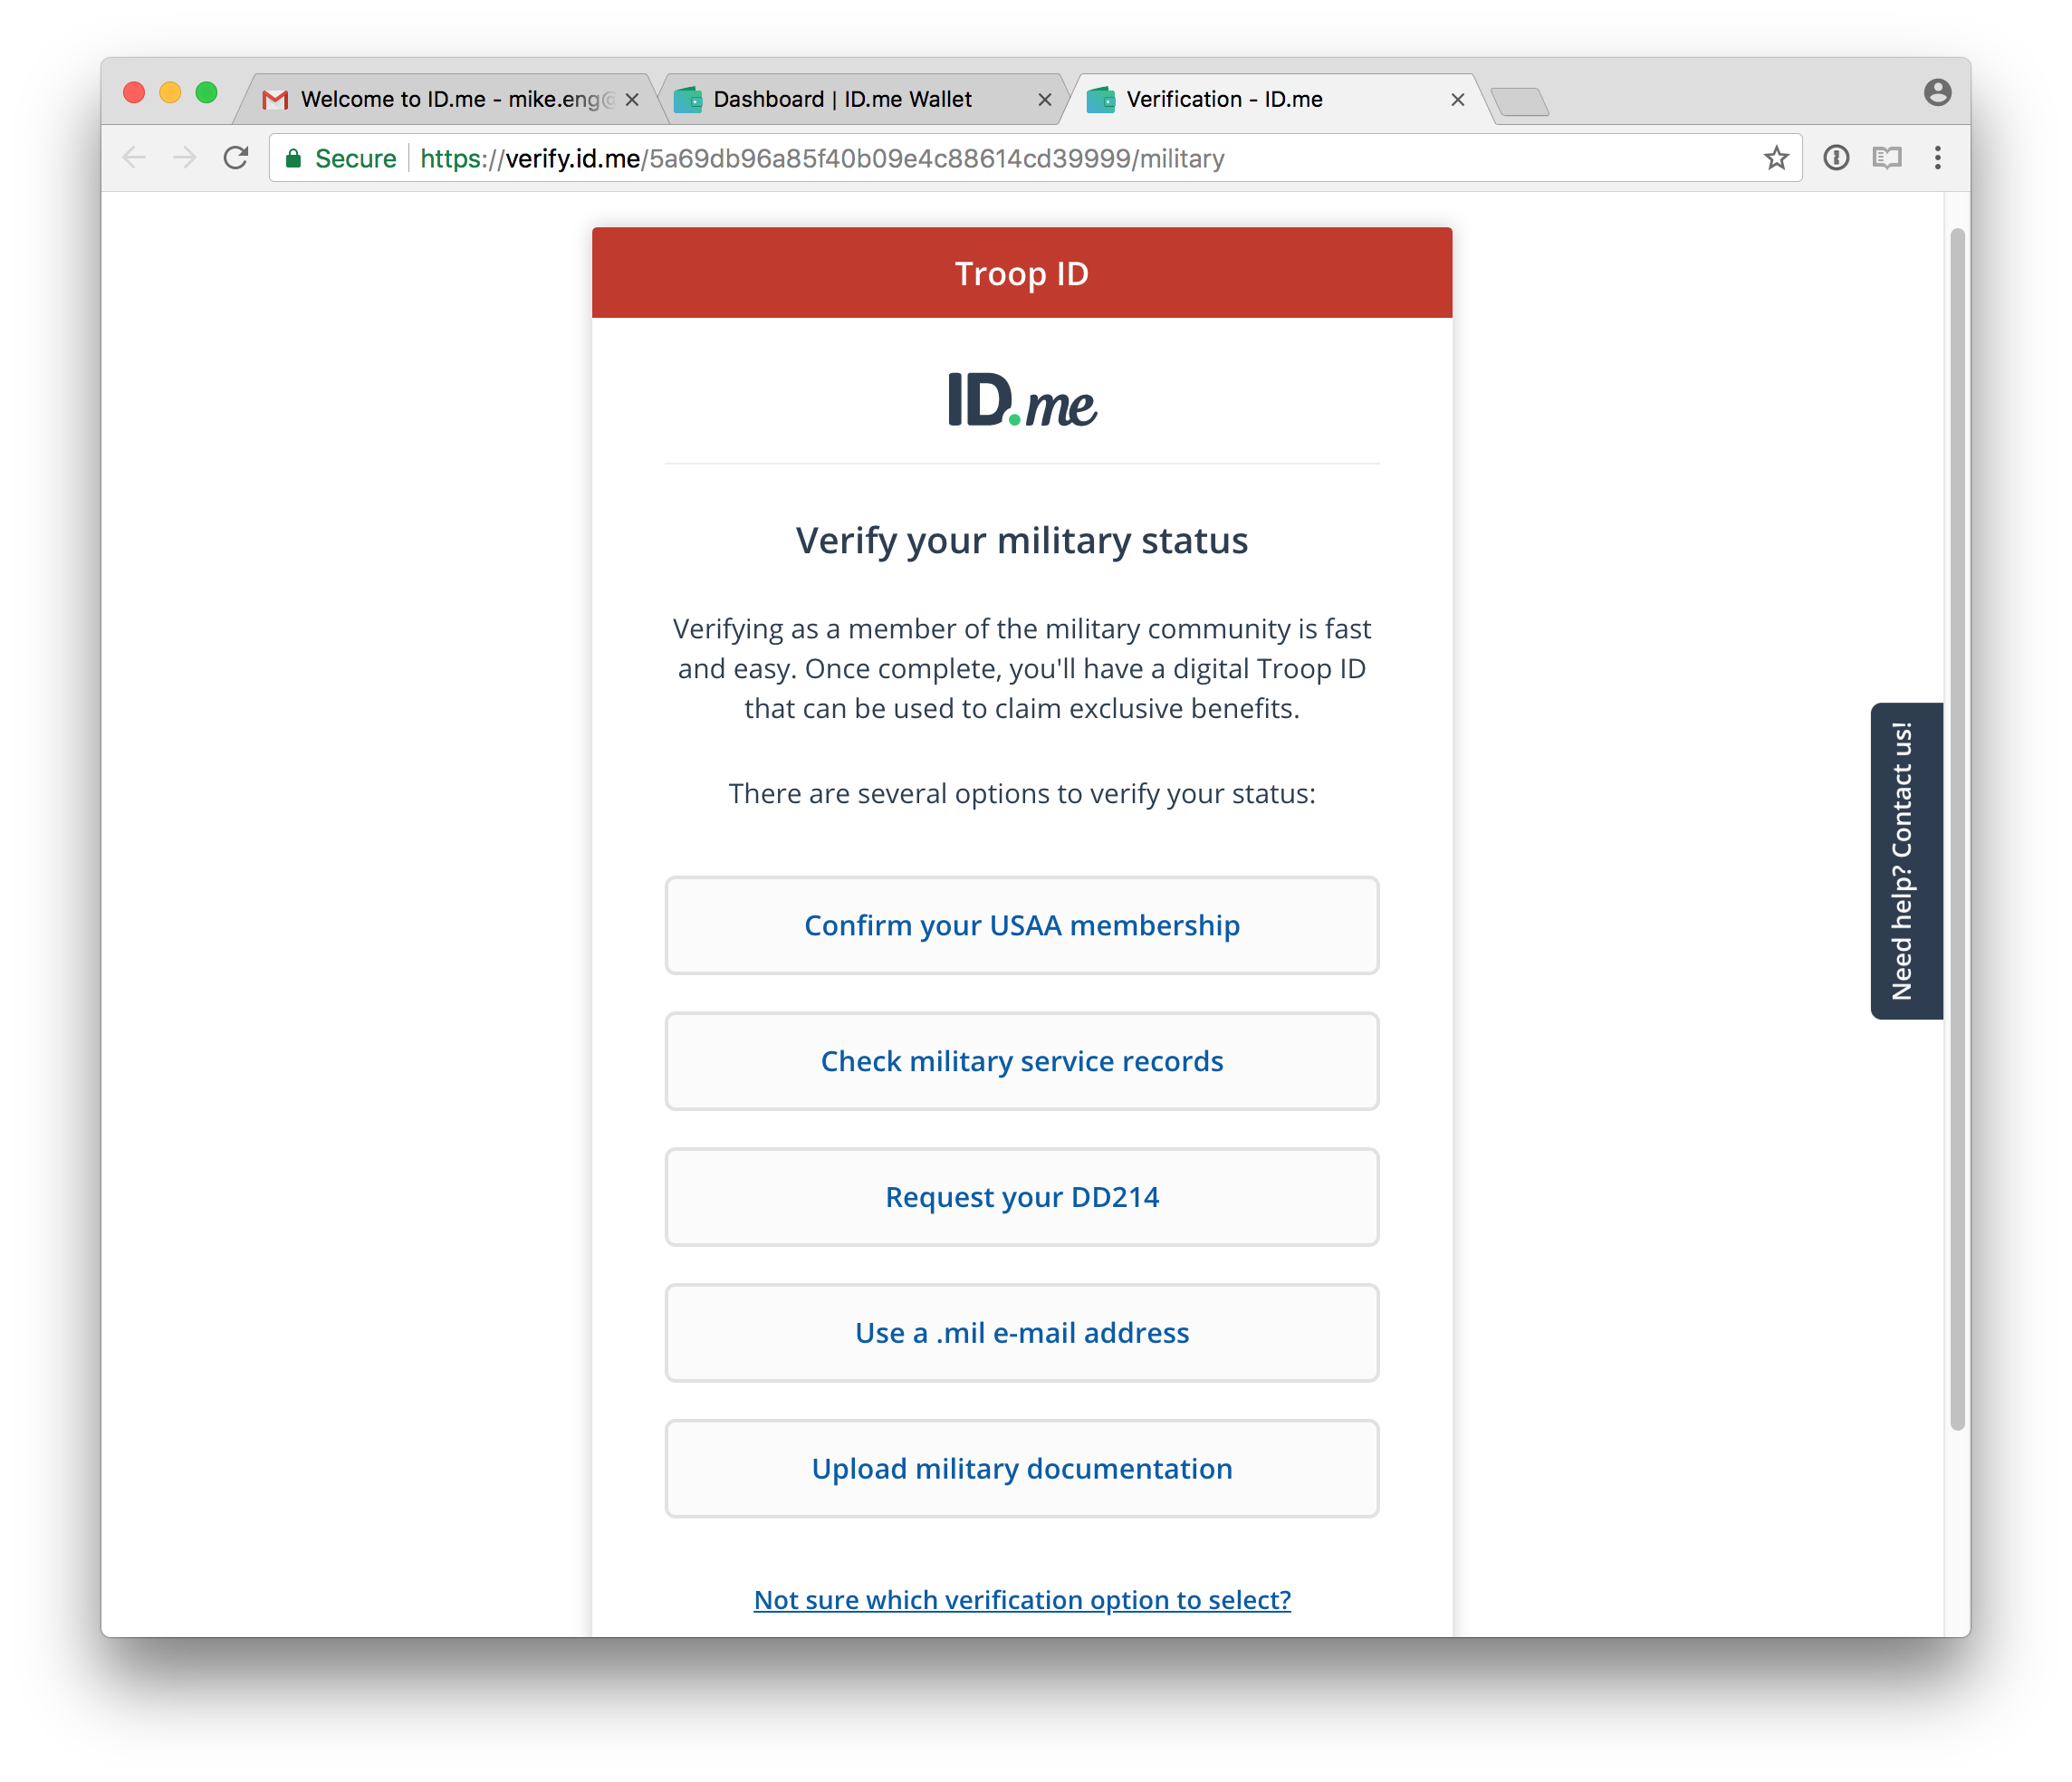 Welcome to ID.me - mike.eng@
Dashboard | ID.me Wallet
Verification - ID.me
Secure
https://verify.id.me/5a69db96a85f40b09e4c88614cd39999/military
Troop ID
ID.me
Verify your military status
Verifying as a member of the military community is fast
and easy. Once complete, you'll have a digital Troop ID
that can be used to claim exclusive benefits.
There are several options to verify your status:
Confirm your USAA membership
Check military service records
Request your DD214
Use a .mil e-mail address
Upload military documentation
Not sure which verification option to select?
Need help? Contact us!